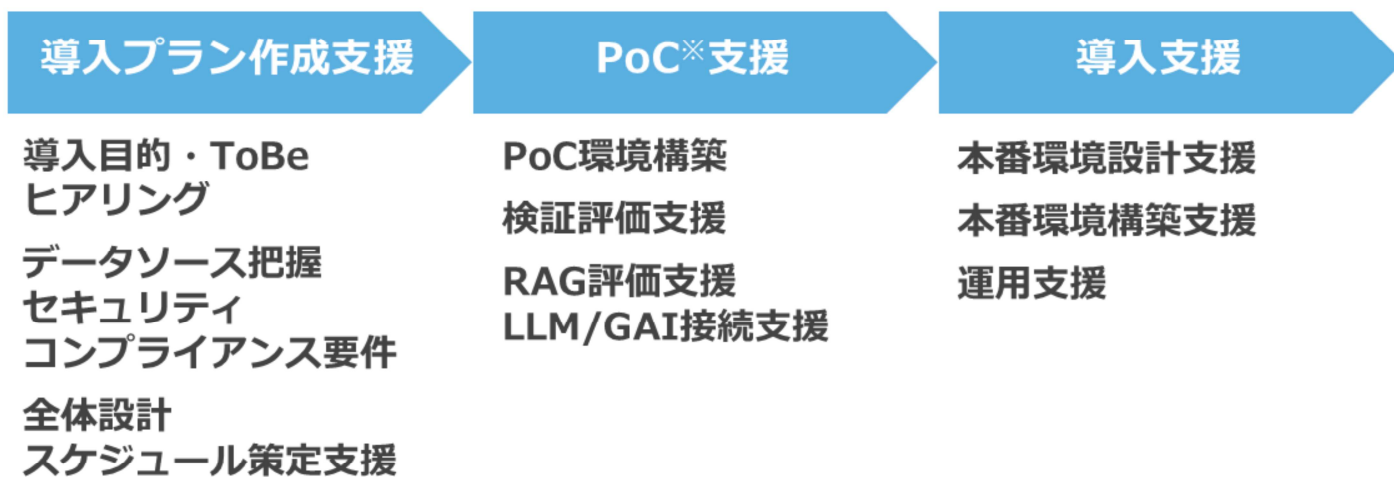 導入プラン作成支援
導入目的・ToBe
ヒアリング
データソース把握
セキュリティ
コンプライアンス要件
全体設計
スケジュール策定支援
PoC※支援
PoC環境構築
検証評価支援
RAG評価支援
LLM/GAI接続支援
導入支援
本番環境設計支援
本番環境構築支援
運用支援